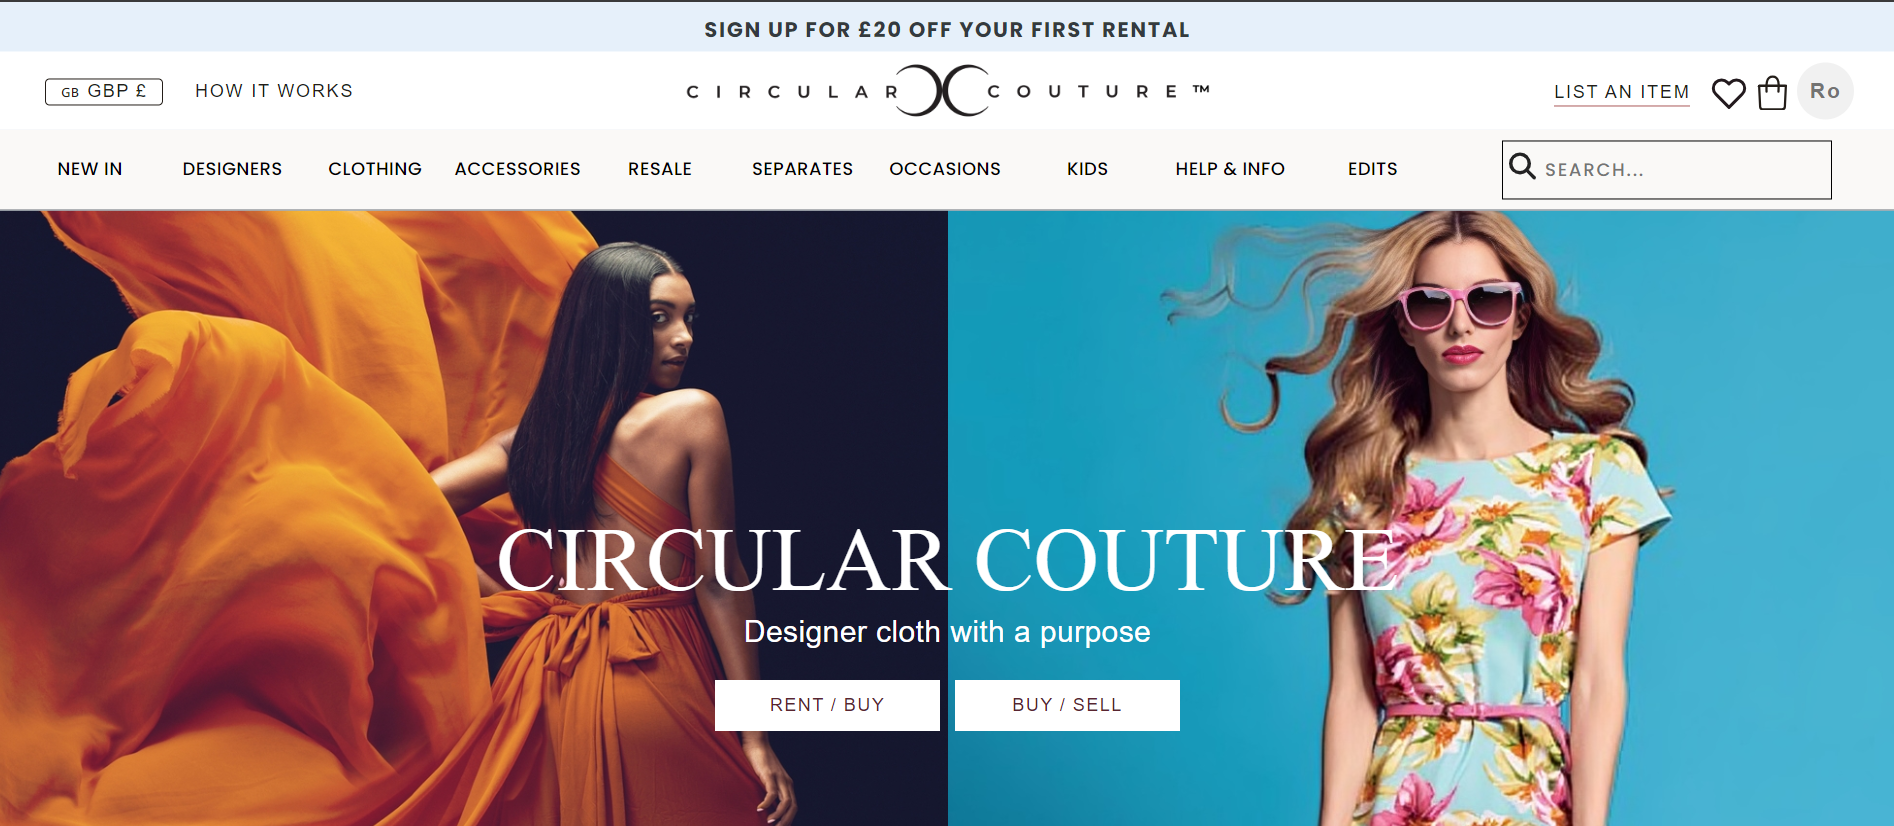 SIGN UP FOR £20 OFF YOUR FIRST RENTAL
GB GBP £
HOW IT WORKS
CIRCULAR COUTURE™
LIST AN ITEM
Ro
NEW IN
DESIGNERS
CLOTHING
ACCESSORIES
RESALE
SEPARATES
OCCASIONS
KIDS
HELP & INFO
EDITS
SEARCH...
CIRCULAR COUTURE
Designer cloth with a purpose
RENT / BUY
BUY / SELL